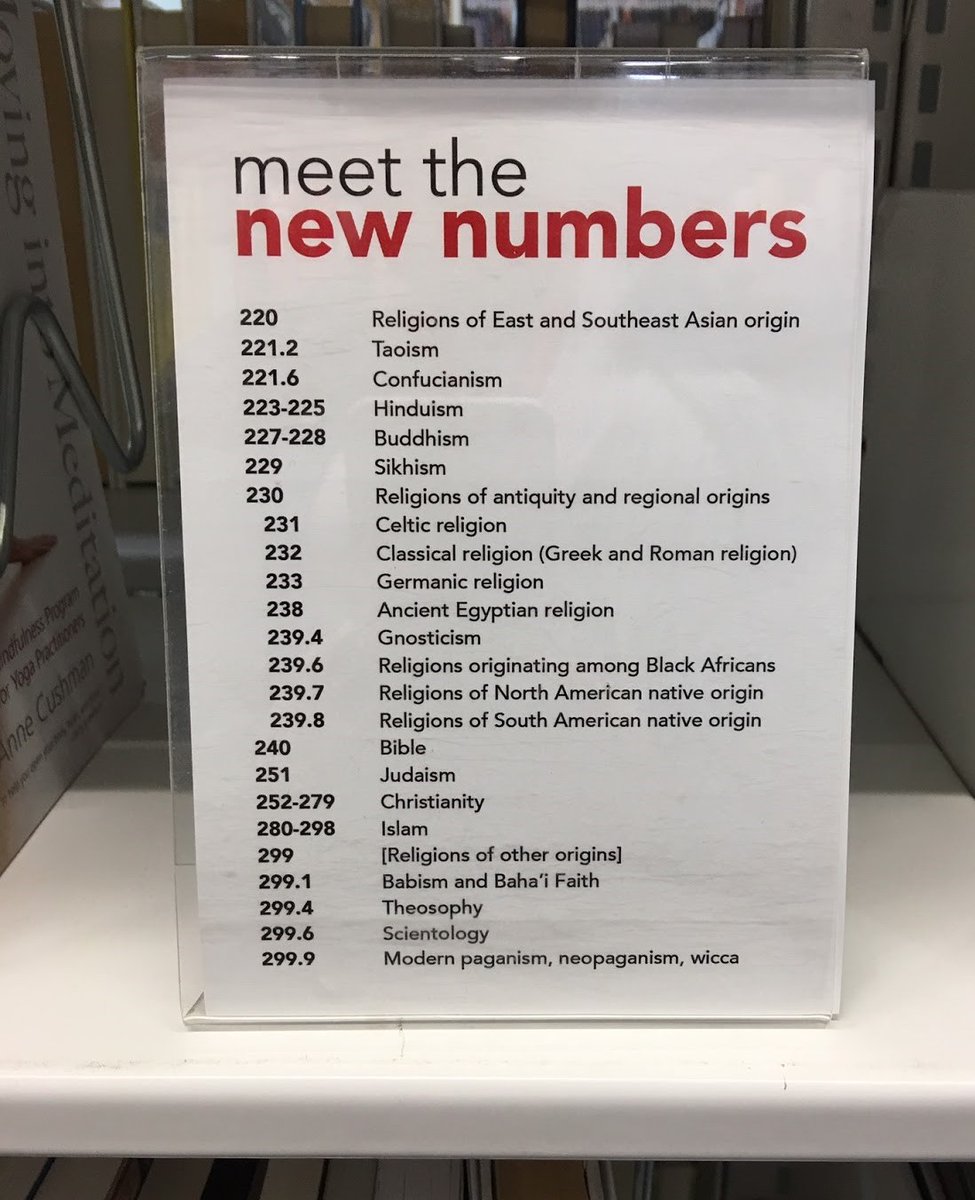 meet the
new numbers
220 Religions of East and Southeast Asian origin
221.2 Taoism
221.6 Confucianism
223-225 Hinduism
227-228 Buddhism
229 Sikhism
230 Religions of antiquity and regional origins
231 Celtic religion
232 Classical religion (Greek and Roman religion)
233 Germanic religion
238 Ancient Egyptian religion
239.4 Gnosticism
239.6 Religions originating among Black Africans
239.7 Religions of North American native origin
239.8 Religions of South American native origin
240 Bible
251 Judaism
252-279 Christianity
280-298 Islam
299 [Religions of other origins]
299.1 Babism and Baha'i Faith
299.4 Theosophy
299.6 Scientology
299.9 Modern paganism, neopaganism, wicca
Meditation
Program
or Yoga Practitioners
Anne Cushman